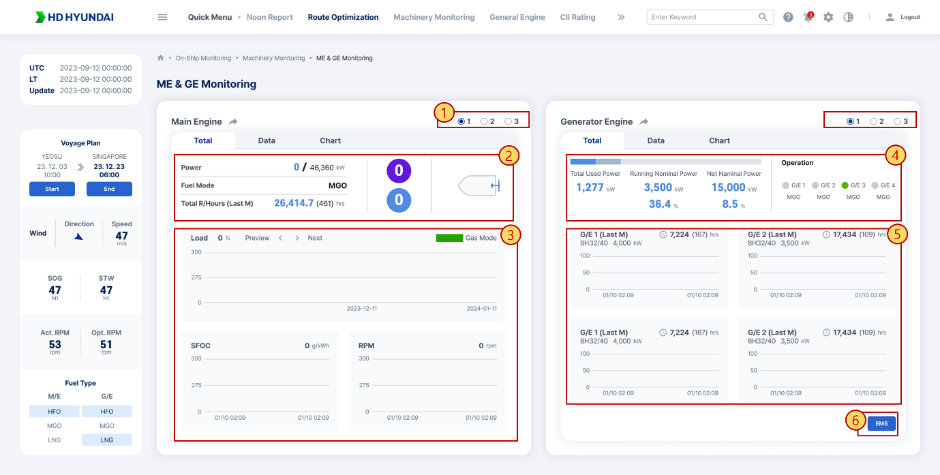 HD HYUNDAI
Quick Menu • Noon Report Route Optimization Machinery Monitoring General Engine CII Rating
Enter Keyword
3
Logout
UTC 2023-09-12 00:00:00
LT 2023-09-12 00:00:00
Update 2023-09-12 00:00:00
On-Ship Monitoring • Machinery Monitoring • ME & GE Monitoring
ME & GE Monitoring
Voyage Plan
YEOSU SINGAPORE
23. 12. 03 23. 12. 23
10:00 06:00
Start End
Wind Direction Speed
47
m/s
SOG STW
47 47
kn kn
Act. RPM Opt. RPM
53 51
rpm rpm
Fuel Type
M/E G/E
HFO HFO
MGO MGO
LNG LNG
Main Engine
1
1 2 3
Total Data Chart
2
Power 0 / 46,360 kW
Fuel Mode MGO
Total R/Hours (Last M) 26,414.7 (461) hrs
0
0
3
Load 0 % Preview < > Next Gas Mode
300
275
0
2023-12-11 2024-01-11
SFOC 0 g/kWh
300
275
0
01/10 02:09 01/10 02:09
RPM 0 rpm
300
275
0
01/10 02:09 01/10 02:09
Generator Engine
1 2 3
Total Data Chart
4
Total Used Power Running Nominal Power Net Nominal Power
1,277 kW 3,500 kW 15,000 kW
36.4 % 8.5 %
Operation
G/E 1 G/E 2 G/E 3 G/E 4
MGO MGO MGO MGO
5
G/E 1 (Last M) 7,224 (167) hrs
8H32/40 4,000 kW
100
50
0
01/10 02:09 01/10 02:09
G/E 2 (Last M) 17,434 (109) hrs
6H32/40 3,500 kW
100
50
0
01/10 02:09 01/10 02:09
G/E 1 (Last M) 7,224 (167) hrs
8H32/40 4,000 kW
100
50
0
01/10 02:09 01/10 02:09
G/E 2 (Last M) 17,434 (109) hrs
6H32/40 3,500 kW
100
50
0
01/10 02:09 01/10 02:09
6
EMS